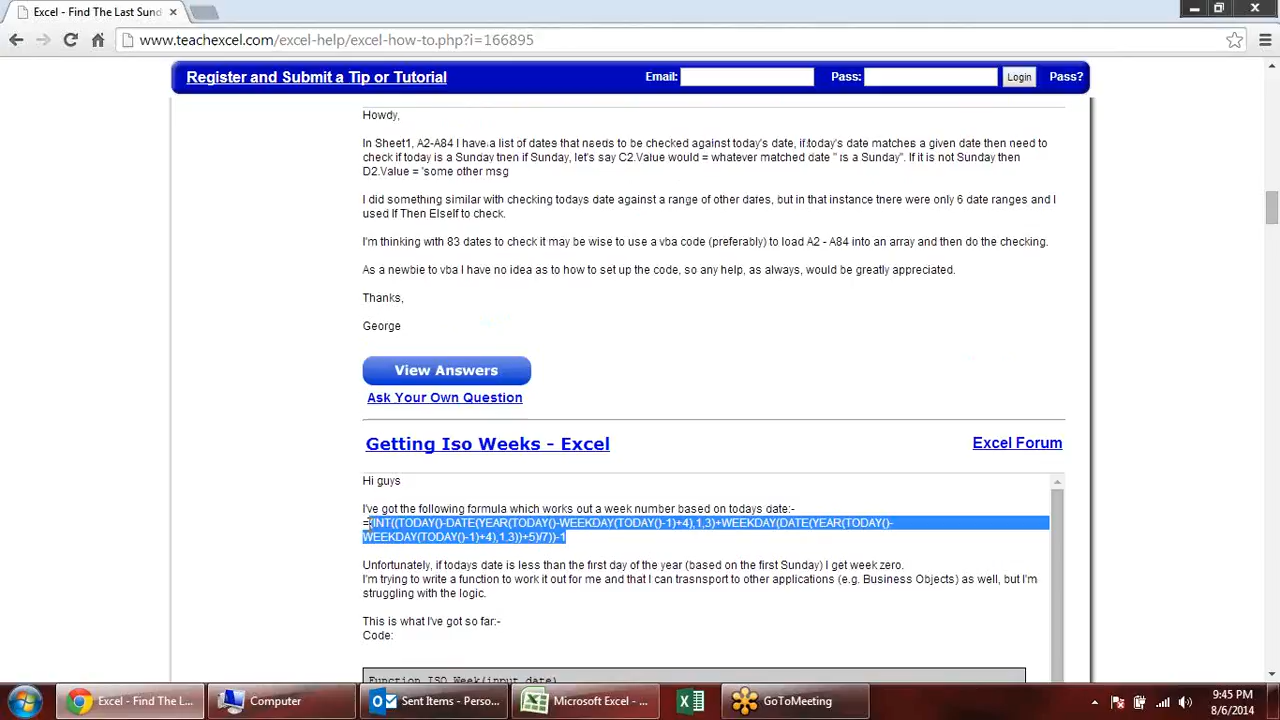 Excel - Find The Last Sund
www.teachexcel.com/excel-help/excel-how-to.php?i=166895
Register and Submit a Tip or Tutorial
Email:
Pass:
Login
Pass?
Howdy,
In Sheet1, A2-A84 I have a list of dates that needs to be checked against today's date, if today's date matches a given date then need to
check if today is a Sunday then if Sunday, let's say C2.Value would = whatever matched date " is a Sunday". If it is not Sunday then
D2.Value = 'some other msg
I did something similar with checking todays date against a range of other dares, but in that instance there were only 6 date ranges and I
used If Then ElseIf to check.
I'm thinking with 83 dates to check it may be wise to use a vba code (preferably) to load A2 - A84 into an array and then do the checking.
As a newbie to vba I have no idea as to how to set up the code, so any help, as always, would be greatly appreciated.
Thanks,
George
View Answers
Ask Your Own Question
Getting Iso Weeks - Excel
Excel Forum
Hi guys
I've got the following formula which works out a week number based on todays date:-
=(INT((TODAY()-DATE(YEAR(TODAY()-WEEKDAY(TODAY()-1)+4),1,3)+WEEKDAY(DATE(YEAR(TODAY()-
WEEKDAY(TODAY()-1)+4),1,3))+5)/7))-1
Unfortunately, if todays date is less than the first day of the year (based on the first Sunday) I get week zero.
I'm trying to write a function to work it out for me and that I can trasnsport to other applications (e.g. Business Objects) as well, but I'm
struggling with the logic.
This is what I've got so far:-
Code:
Function ISO_Week(input_date)
Excel - Find The L...
Computer
Sent Items - Perso...
Microsoft Excel - ...
GoToMeeting
9:45 PM
8/6/2014